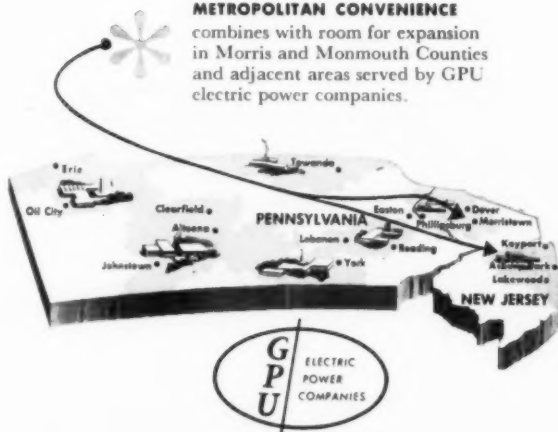 METROPOLITAN CONVENIENCE
combines with room for expansion
in Morris and Monmouth Counties
and adjacent areas served by GPU
electric power companies.
Erie
Towanda
Oil City
Clearfield
Easton
Dover
Altoona
PENNSYLVANIA
Phillipsburg
Morristown
Lebanon
Reading
Keyport
Johnstown
York
Asbury Park
Lakewood
NEW JERSEY
GPU
ELECTRIC
POWER
COMPANIES